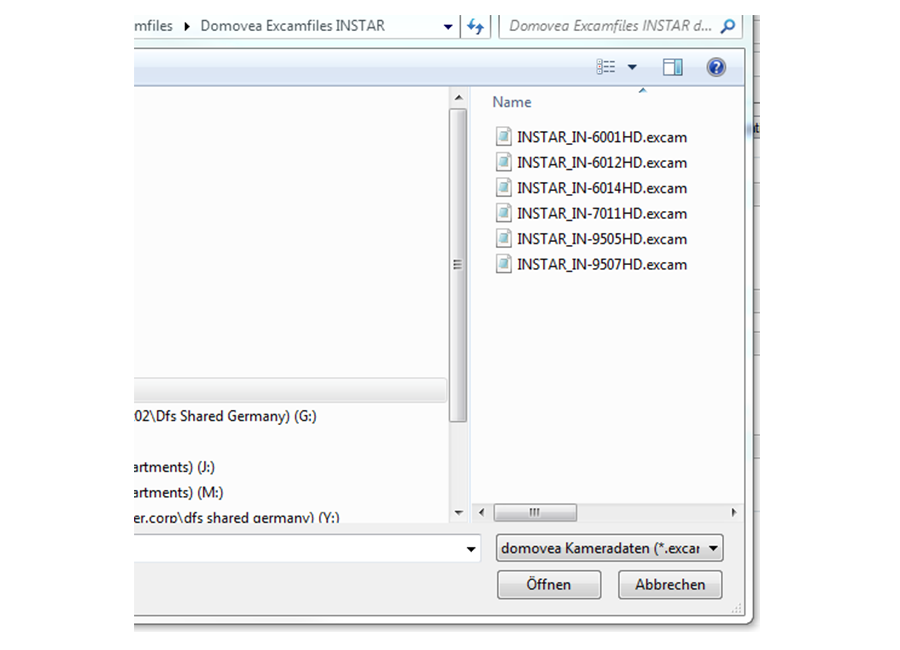 mfiles ▸ Domovea Excamfiles INSTAR
Domovea Excamfiles INSTAR d...
Name
INSTAR_IN-6001HD.excam
INSTAR_IN-6012HD.excam
INSTAR_IN-6014HD.excam
INSTAR_IN-7011HD.excam
INSTAR_IN-9505HD.excam
INSTAR_IN-9507HD.excam
02\Dfs Shared Germany) (G:)
artments) (J:)
artments) (M:)
er.corp\dfs shared germany) (Y:)
domovea Kameradaten (*.excar
Öffnen
Abbrechen